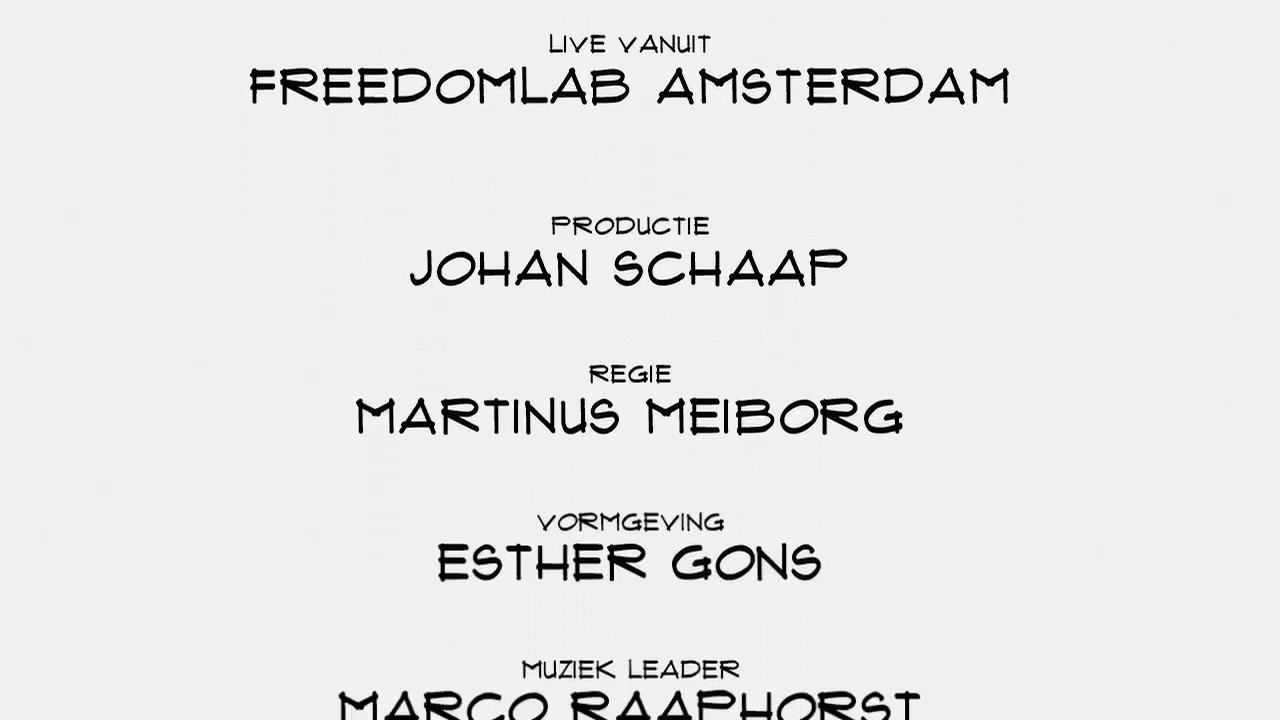 LIVE VANUIT
FREEDOMLAB AMSTERDAM
PRODUCTIE
JOHAN SCHAAP
REGIE
MARTINUS MEIBORG
VORMGEVING
ESTHER GONS
MUZIEK LEADER
MARCO RAAPHORST